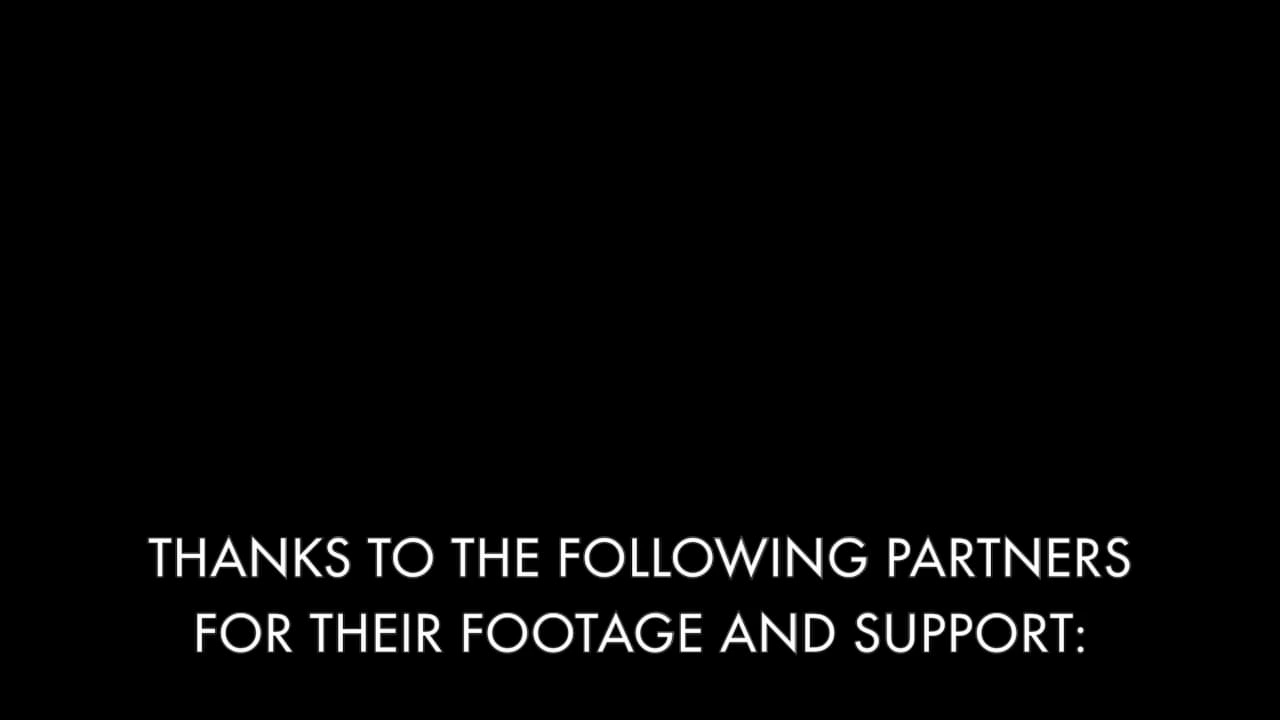 THANKS TO THE FOLLOWING PARTNERS
FOR THEIR FOOTAGE AND SUPPORT: